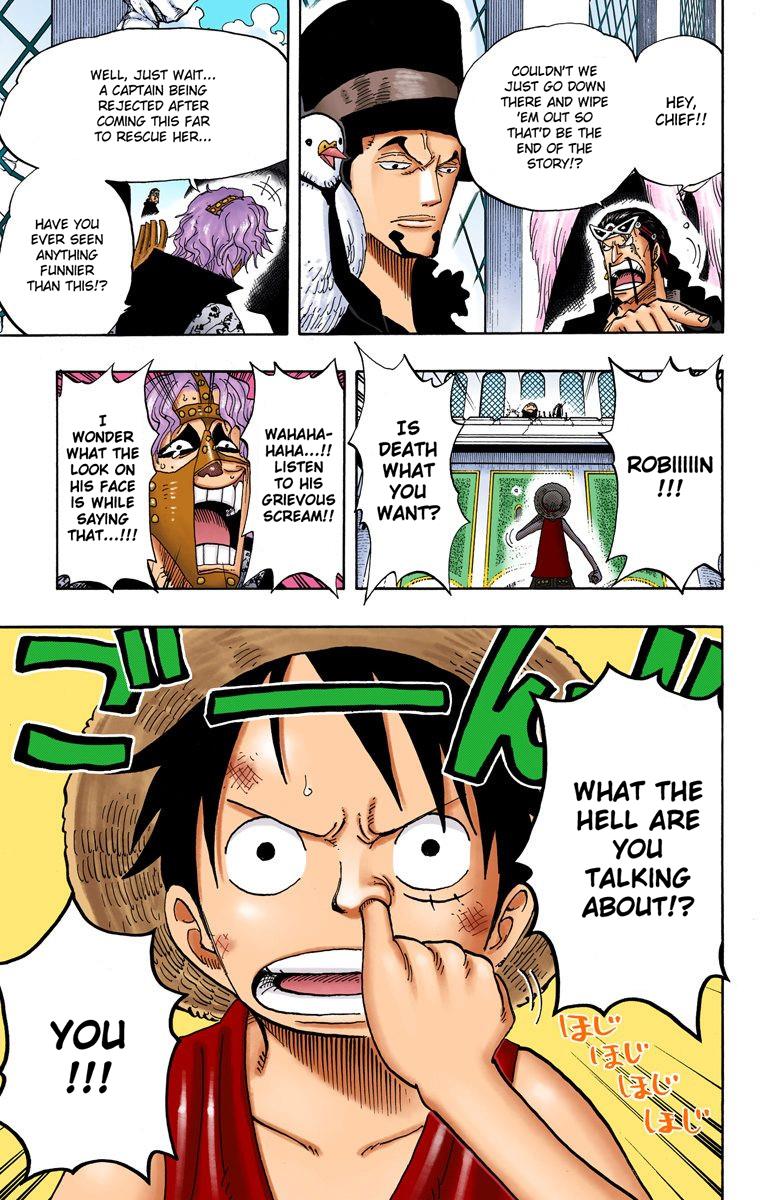 HEY,
CHIEF!!
COULDN'T WE
JUST GO DOWN
THERE AND WIPE
'EM OUT SO
THAT'D BE THE
END OF THE
STORY!?
WELL, JUST WAIT...
A CAPTAIN BEING
REJECTED AFTER
COMING THIS FAR
TO RESCUE HER...
HAVE YOU
EVER SEEN
ANYTHING
FUNNIER
THAN THIS!?
ROBIIIIIN
!!!
IS
DEATH
WHAT
YOU
WANT?
WAHAHA-
HAHA...!!
LISTEN
TO HIS
GRIEVOUS
SCREAM!!
I
WONDER
WHAT THE
LOOK ON
HIS FACE
IS WHILE
SAYING
THAT...!!!
WHAT THE
HELL ARE
YOU
TALKING
ABOUT!?
ゴーん
ほじ
ほじ
ほじ
ほじ
YOU
!!!